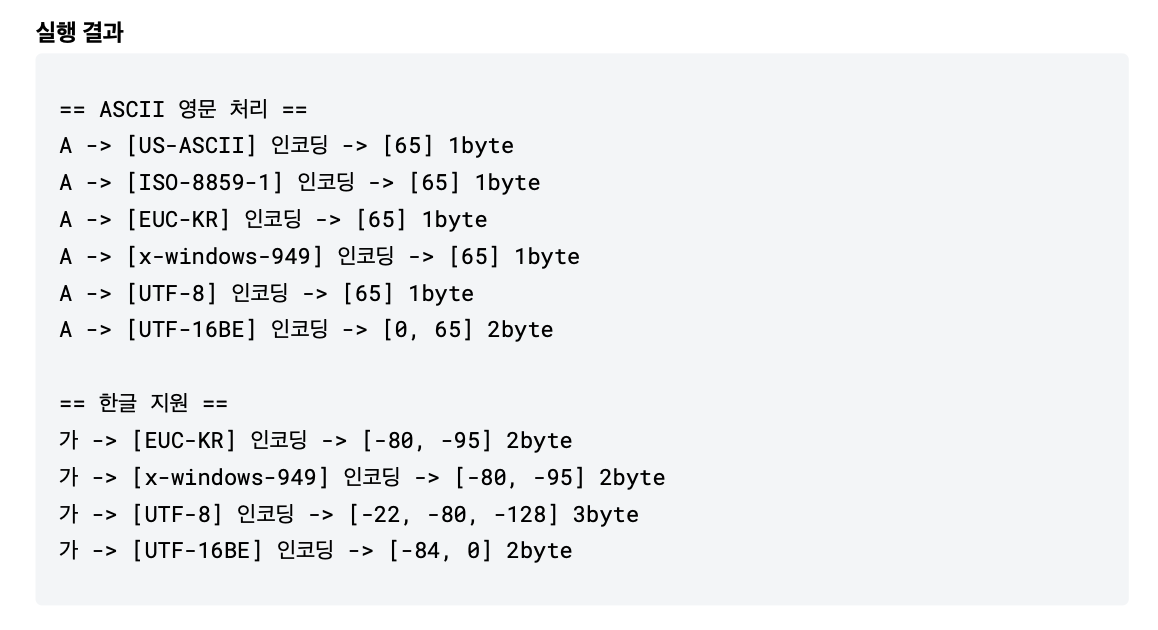 실행 결과
== ASCII 영문 처리 ==
A -> [US-ASCII] 인코딩 -> [65] 1byte
A -> [ISO-8859-1] 인코딩 -> [65] 1byte
A -> [EUC-KR] 인코딩 -> [65] 1byte
A -> [x-windows-949] 인코딩 -> [65] 1byte
A -> [UTF-8] 인코딩 -> [65] 1byte
A -> [UTF-16BE] 인코딩 -> [0, 65] 2byte
== 한글 지원 ==
가 -> [EUC-KR] 인코딩 -> [-80, -95] 2byte
가 -> [x-windows-949] 인코딩 -> [-80, -95] 2byte
가 -> [UTF-8] 인코딩 -> [-22, -80, -128] 3byte
가 -> [UTF-16BE] 인코딩 -> [-84, 0] 2byte